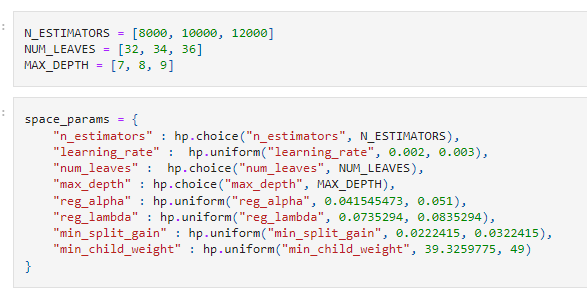 N_ESTIMATORS = [8000, 10000, 12000]
NUM_LEAVES = [32, 34, 36]
MAX_DEPTH = [7, 8, 9]
space_params = {
    "n_estimators" : hp.choice("n_estimators", N_ESTIMATORS),
    "learning_rate" :  hp.uniform("learning_rate", 0.002, 0.003),
    "num_leaves" :  hp.choice("num_leaves", NUM_LEAVES),
    "max_depth" : hp.choice("max_depth", MAX_DEPTH),
    "reg_alpha" : hp.uniform("reg_alpha", 0.041545473, 0.051),
    "reg_lambda" : hp.uniform("reg_lambda", 0.0735294, 0.0835294),
    "min_split_gain" : hp.uniform("min_split_gain", 0.0222415, 0.0322415),
    "min_child_weight" : hp.uniform("min_child_weight", 39.3259775, 49)
}